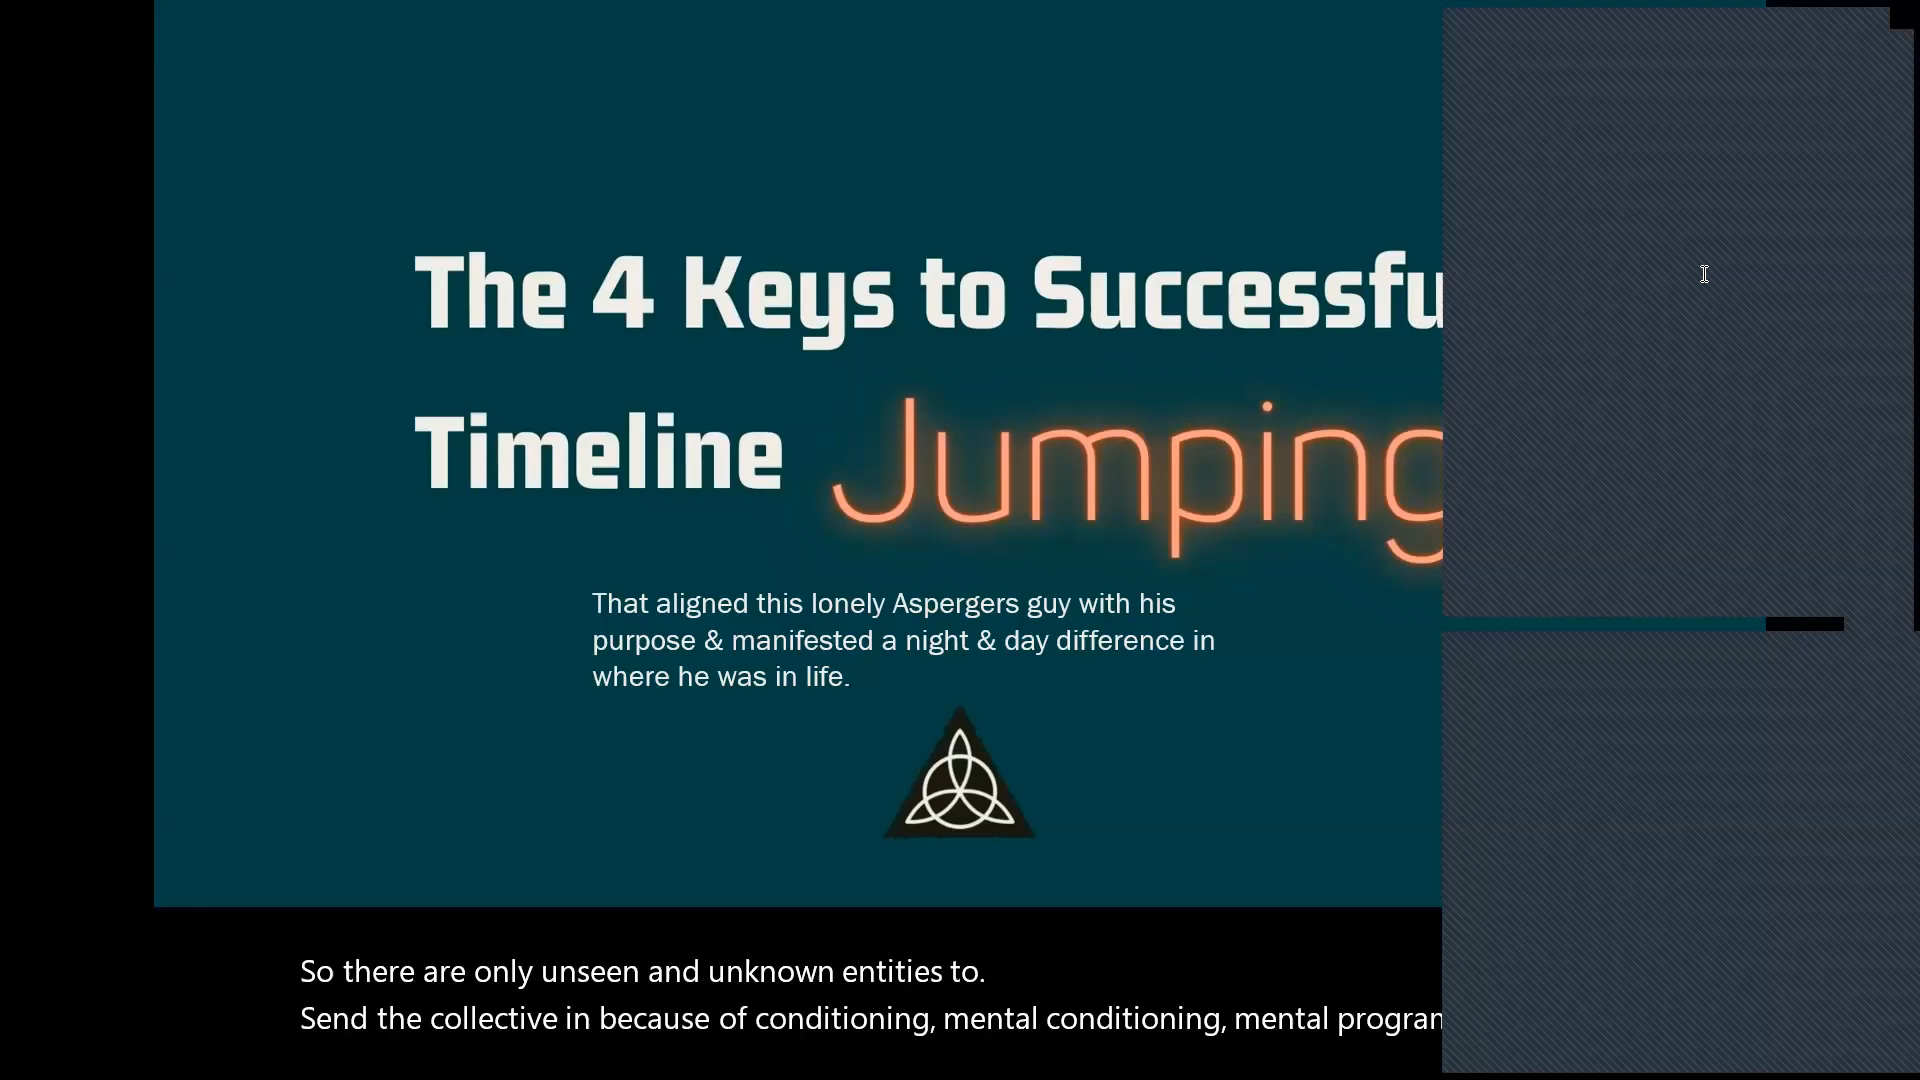 The 4 Keys to Successfu
Timeline Jumping
That aligned this lonely Aspergers guy with his
purpose & manifested a night & day difference in
where he was in life.
So there are only unseen and unknown entities to.
Send the collective in because of conditioning, mental conditioning, mental program